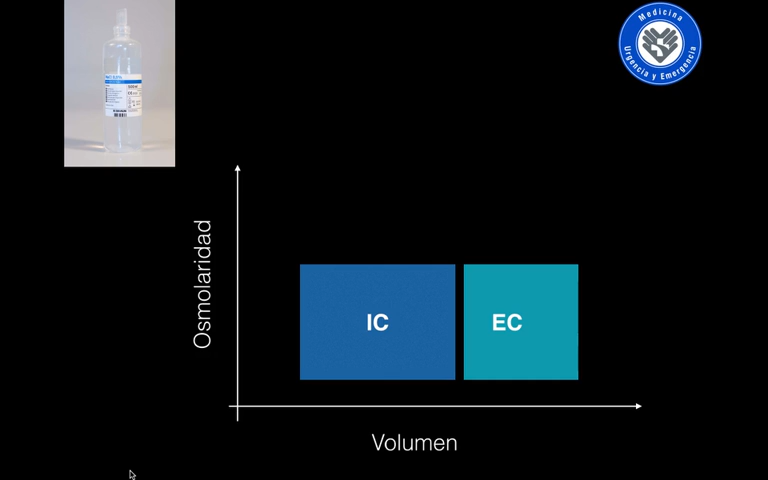 Medicina
Urgencia y Emergencia
Osmolaridad
IC
EC
Volumen